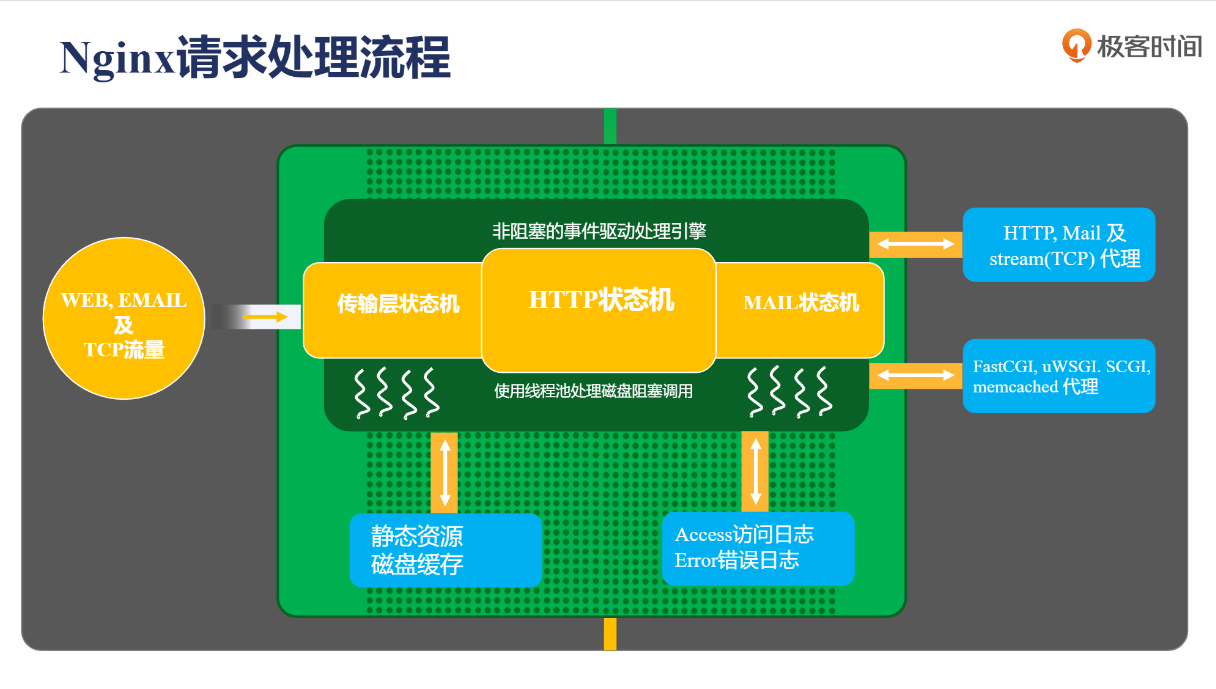 Nginx请求处理流程
极客时间
非阻塞的事件驱动处理引擎
WEB, EMAIL
及
TCP流量
传输层状态机
HTTP状态机
MAIL状态机
使用线程池处理磁盘阻塞调用
HTTP, Mail 及
stream(TCP) 代理
FastCGI, uWSGI. SCGI,
memcached 代理
静态资源
磁盘缓存
Access访问日志
Error错误日志